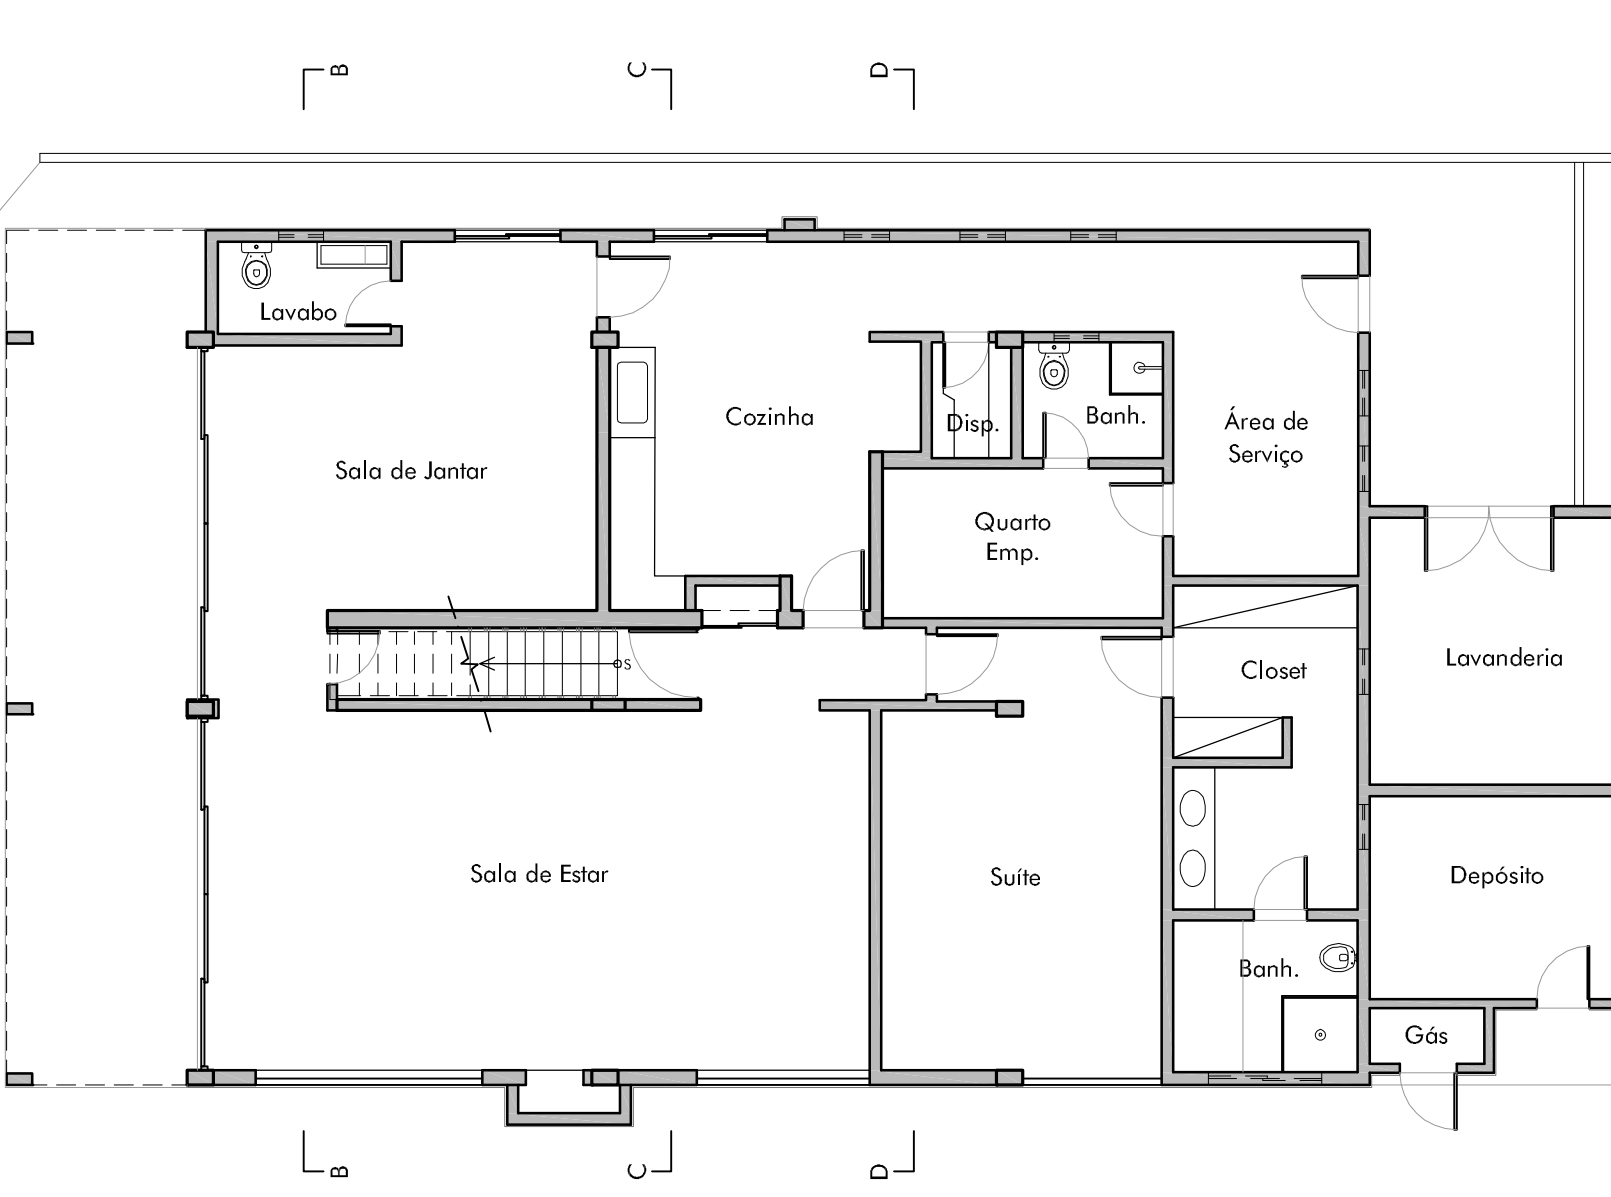 B
C
D
Lavabo
Cozinha
Disp.
Banh.
Área de
Serviço
Sala de Jantar
Quarto
Emp.
S
Closet
Lavanderia
Sala de Estar
Suíte
Depósito
Banh.
Gás
B
C
D